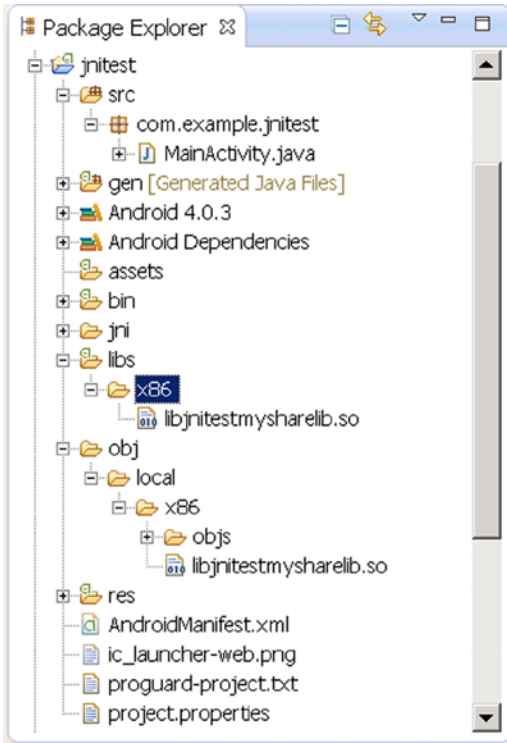 Package Explorer
jnitest
src
com.example.jnitest
MainActivity.java
gen [Generated Java Files]
Android 4.0.3
Android Dependencies
assets
bin
jni
libs
x86
libjnitestmysharelib.so
obj
local
x86
objs
libjnitestmysharelib.so
res
AndroidManifest.xml
ic_launcher-web.png
proguard-project.txt
project.properties